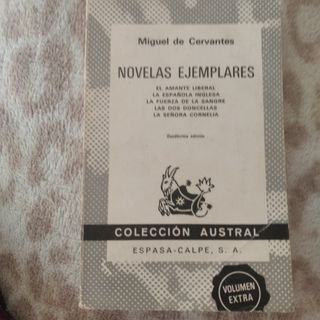 Miguel de Cervantes
NOVELAS EJEMPLARES
EL AMANTE LIBERAL
LA ESPAÑOLA INGLESA
LA FUERZA DE LA SANGRE
LAS DOS DONCELLAS
LA SEÑORA CORNELIA
edición
COLECCIÓN AUSTRAL
ESPASA-CALPE, S. A.
VOLUMEN
EXTRA